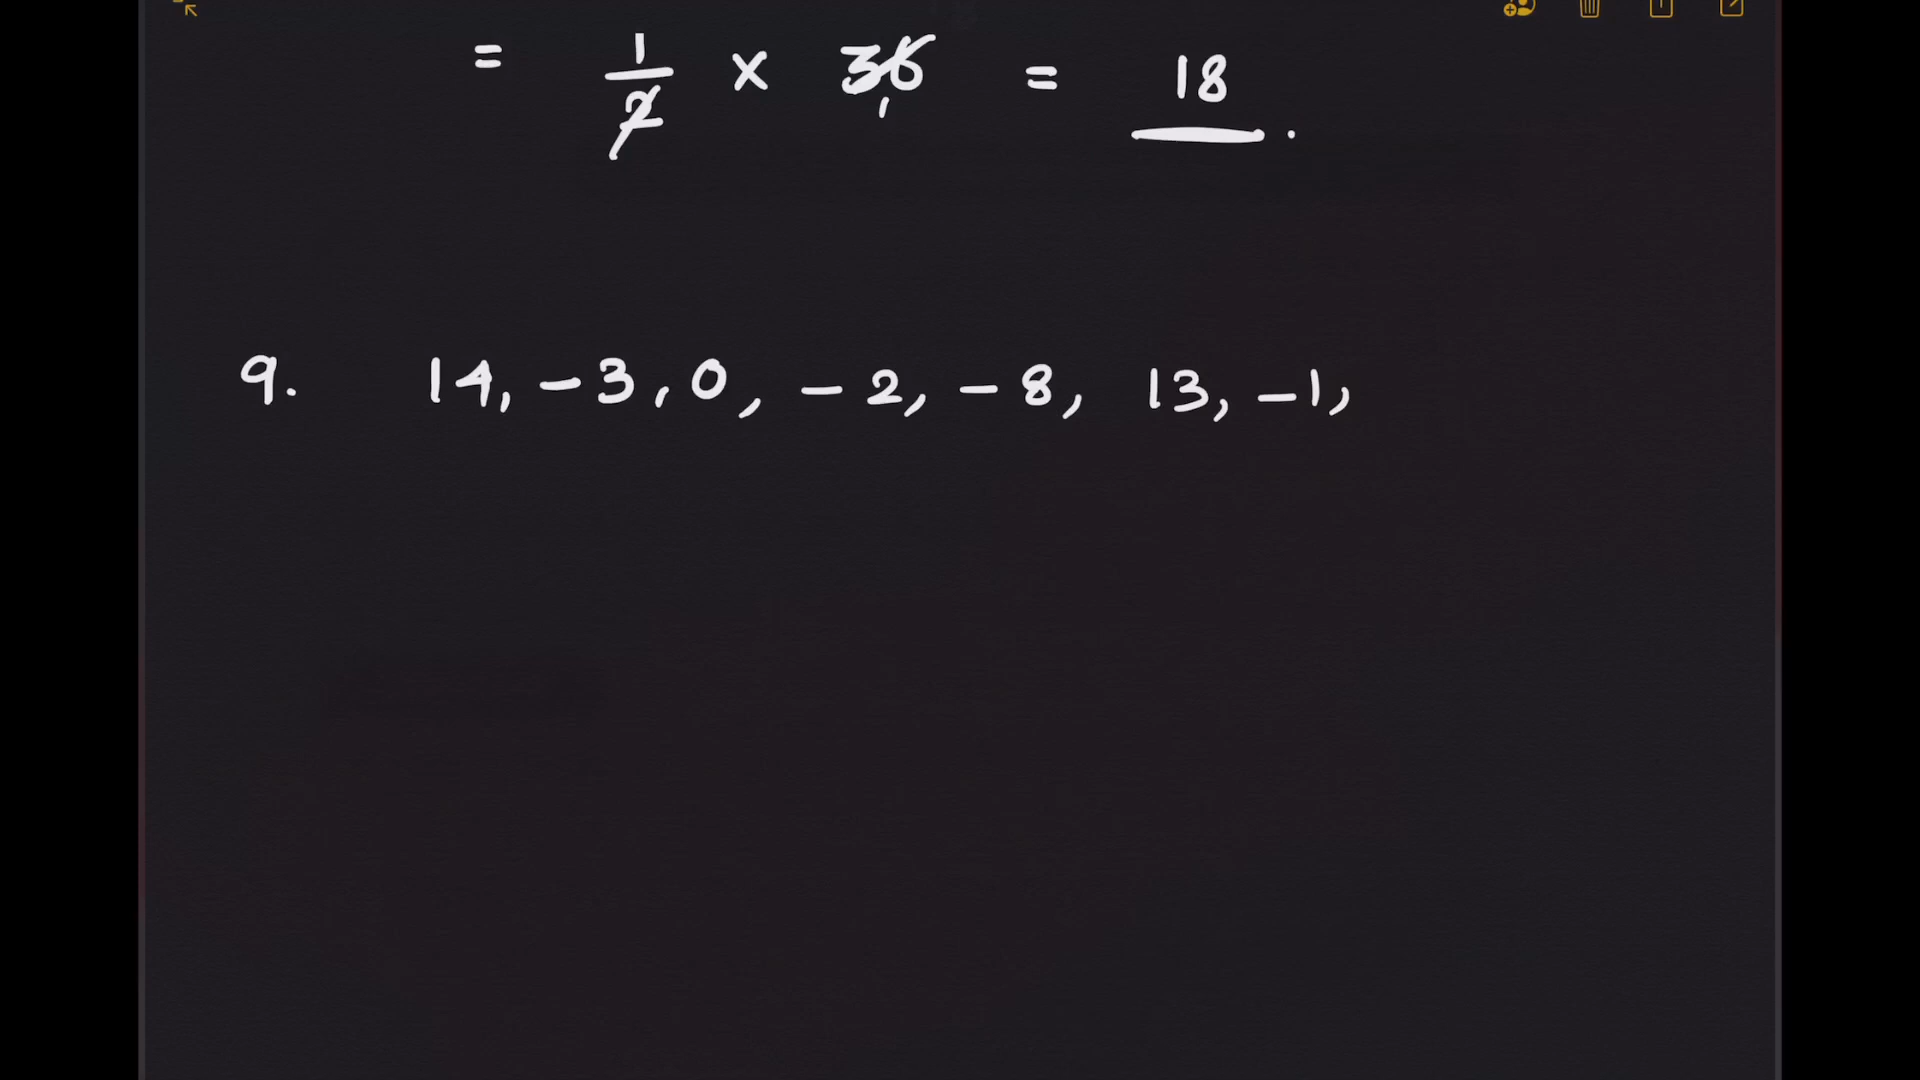 = 1/2 × 36 = 18.
9. 14, -3, 0, -2, -8, 13, -1,